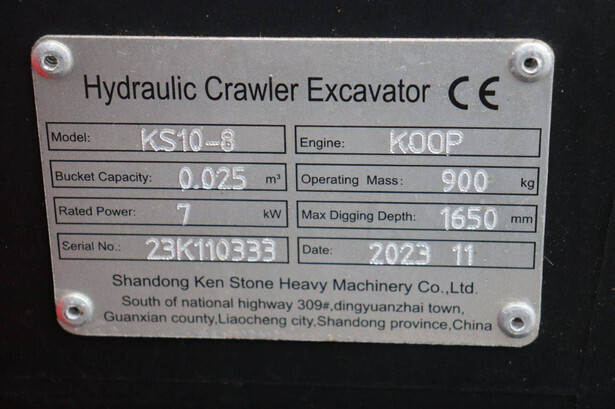 Hydraulic Crawler Excavator CE
Model: KS10-8 Engine: KOOP
Bucket Capacity: 0.025 m³ Operating Mass: 900 kg
Rated Power: 7 kW Max Digging Depth: 1650 mm
Serial No.: 23K110333 Date: 2023 11
Shandong Ken Stone Heavy Machinery Co.,Ltd.
South of national highway 309#,dingyuanzhai town,
Guanxian county,Liaocheng city,Shandong province,China